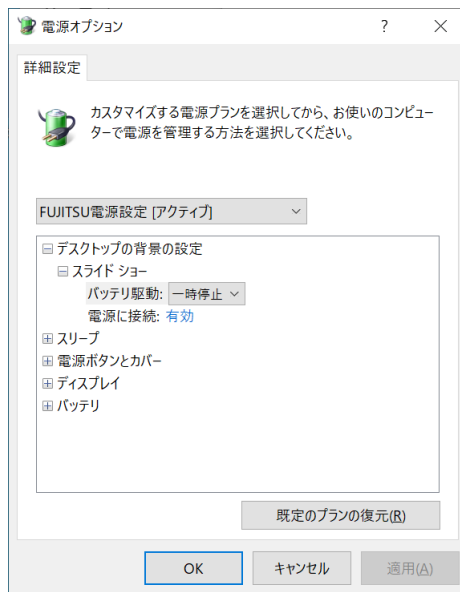 電源オプション
詳細設定
カスタマイズする電源プランを選択してから、お使いのコンピュー
ターで電源を管理する方法を選択してください。
FUJITSU電源設定 [アクティブ]
デスクトップの背景の設定
スライド ショー
バッテリ駆動: 一時停止
電源に接続: 有効
スリープ
電源ボタンとカバー
ディスプレイ
バッテリ
既定のプランの復元(R)
OK キャンセル 適用(A)